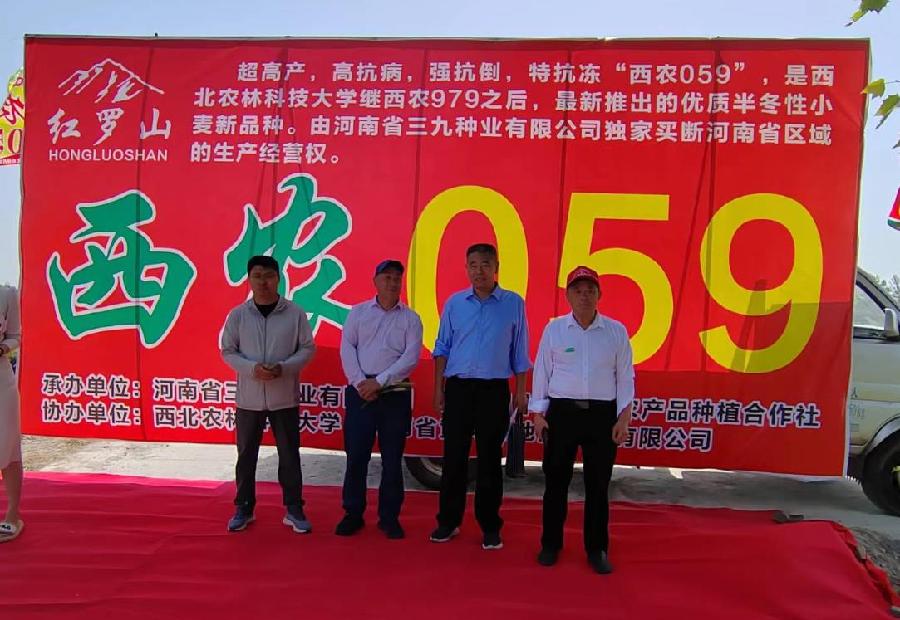 红罗山
HONGLUOSHAN
超高产，高抗病，强抗倒，特抗冻“西农059”，是西
北农林科技大学继西农979之后，最新推出的优质半冬性小
麦新品种。由河南省三九种业有限公司独家买断河南省区域
的生产经营权。
西农059
承办单位：河南省三 业有 农产品种植合作社
协办单位：西北农林 大学 省 有限公司